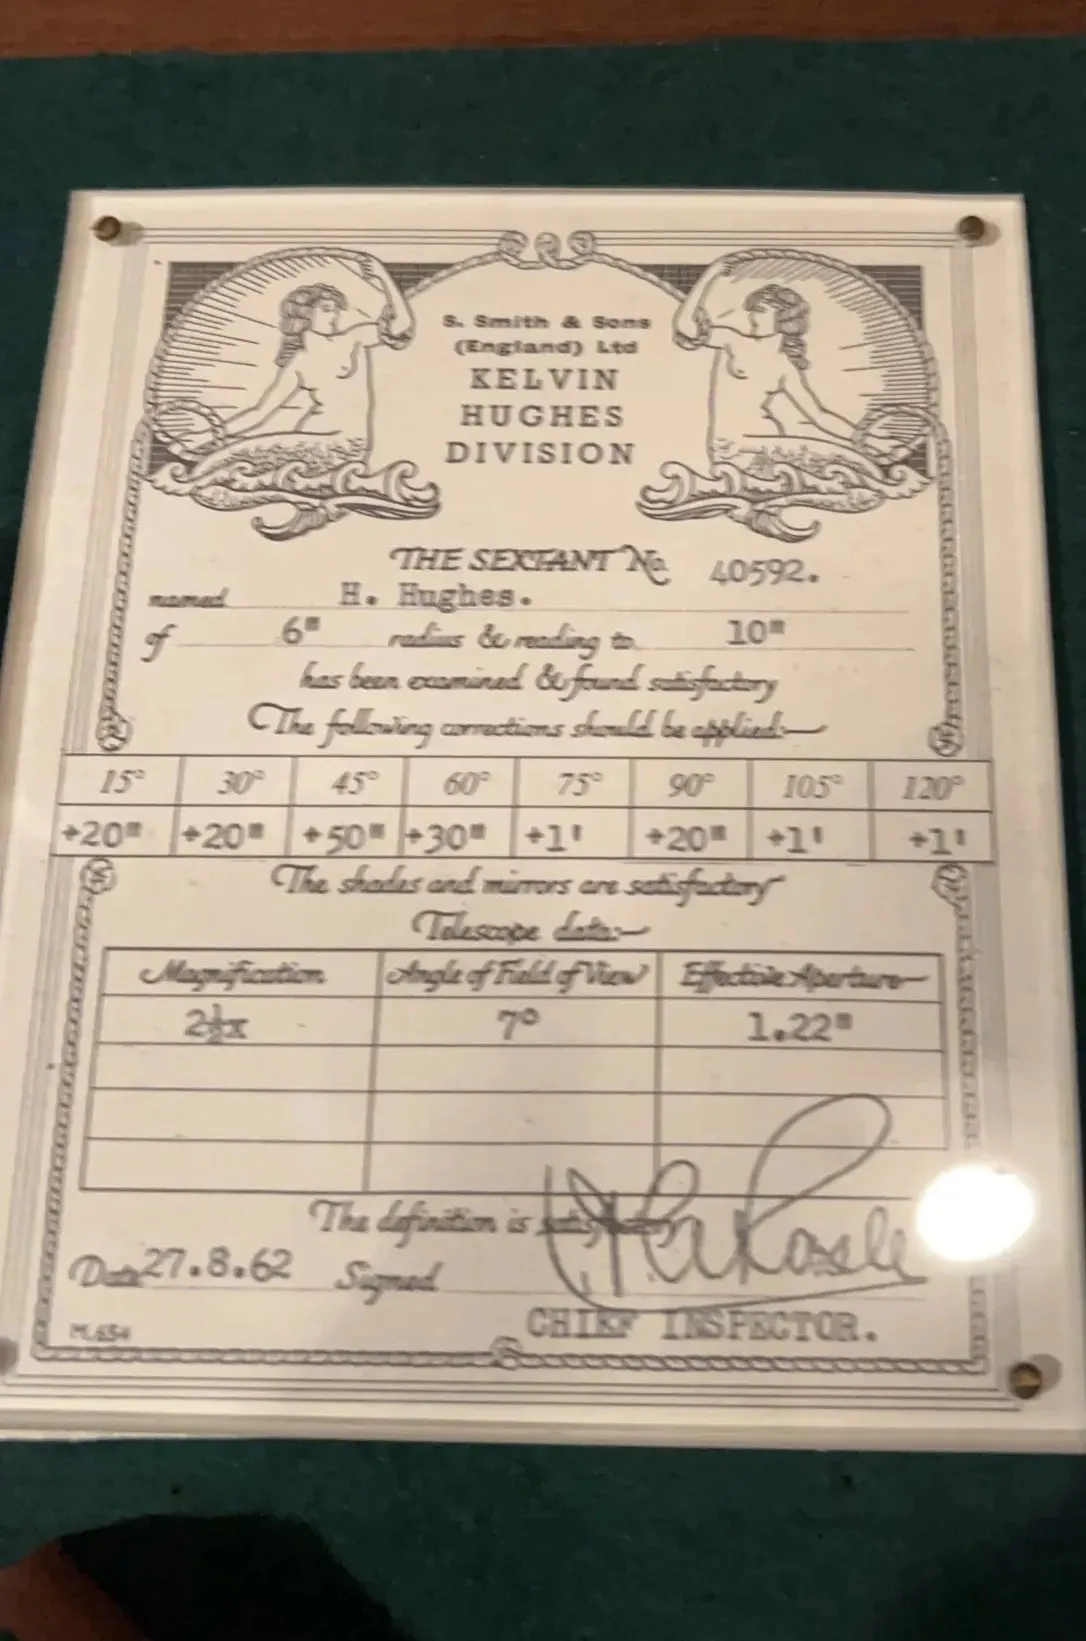 S. Smith & Sons
(England) Ltd
KELVIN
HUGHES
DIVISION
THE SEXTANT No. 40592.
named H. Hughes.
of 6" radius & reading to 10"
has been examined & found satisfactory
The following corrections should be applied:—
15° 30° 45° 60° 75° 90° 105° 120°
+20" +20" +50" +30" +1' +20" +1' +1'
The shades and mirrors are satisfactory
Telescope data:—
Magnification Angle of Field of View Effective Aperture
2½x 7° 1.22"
The definition is satisfactory
Date 27.8.62 Signed
CHIEF INSPECTOR.
M.654